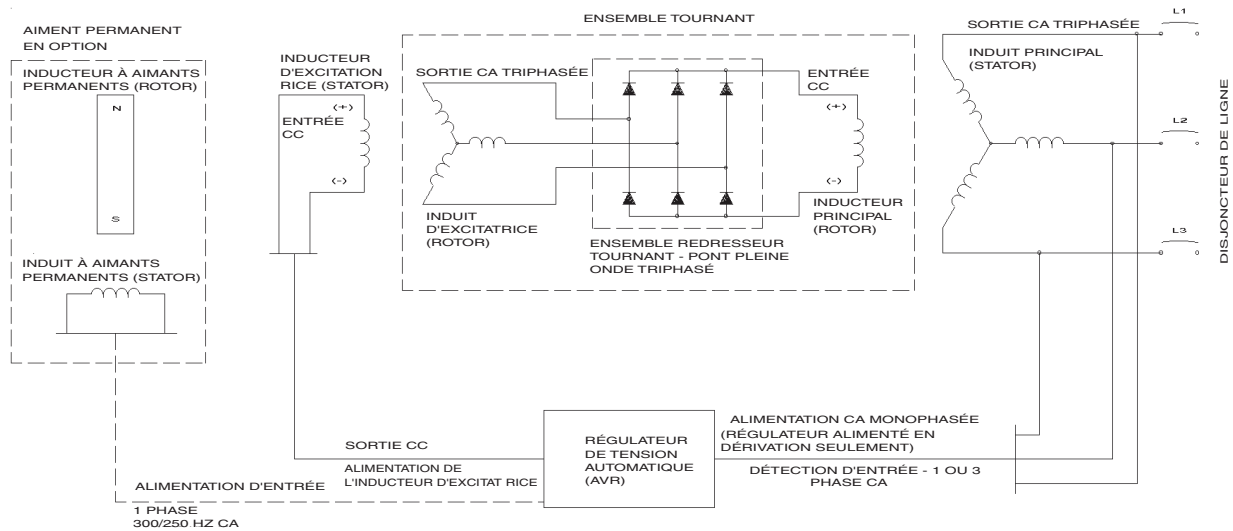 AIMENT PERMANENT
EN OPTION
INDUCTEUR À AIMANTS
PERMANENTS (ROTOR)
N
S
INDUIT À AIMANTS
PERMANENTS (STATOR)
INDUCTEUR
D'EXCITATION
RICE (STATOR)
(+)
ENTRÉE
CC
(-)
ENSEMBLE TOURNANT
SORTIE CA TRIPHASÉE
INDUIT
D'EXCITATRICE
(ROTOR)
ENSEMBLE REDRESSEUR
TOURNANT - PONT PLEINE
ONDE TRIPHASÉ
ENTRÉE
CC
(+)
(-)
INDUCTEUR
PRINCIPAL
(ROTOR)
SORTIE CA TRIPHASÉE
INDUIT PRINCIPAL
(STATOR)
L1
L2
L3
DISJONCTEUR DE LIGNE
SORTIE CC
ALIMENTATION DE
L'INDUCTEUR D'EXCITAT RICE
ALIMENTATION D'ENTRÉE
1 PHASE
300/250 HZ CA
RÉGULATEUR
DE TENSION
AUTOMATIQUE
(AVR)
ALIMENTATION CA MONOPHASÉE
(RÉGULATEUR ALIMENTÉ EN
DÉRIVATION SEULEMENT)
DÉTECTION D'ENTRÉE - 1 OU 3
PHASE CA